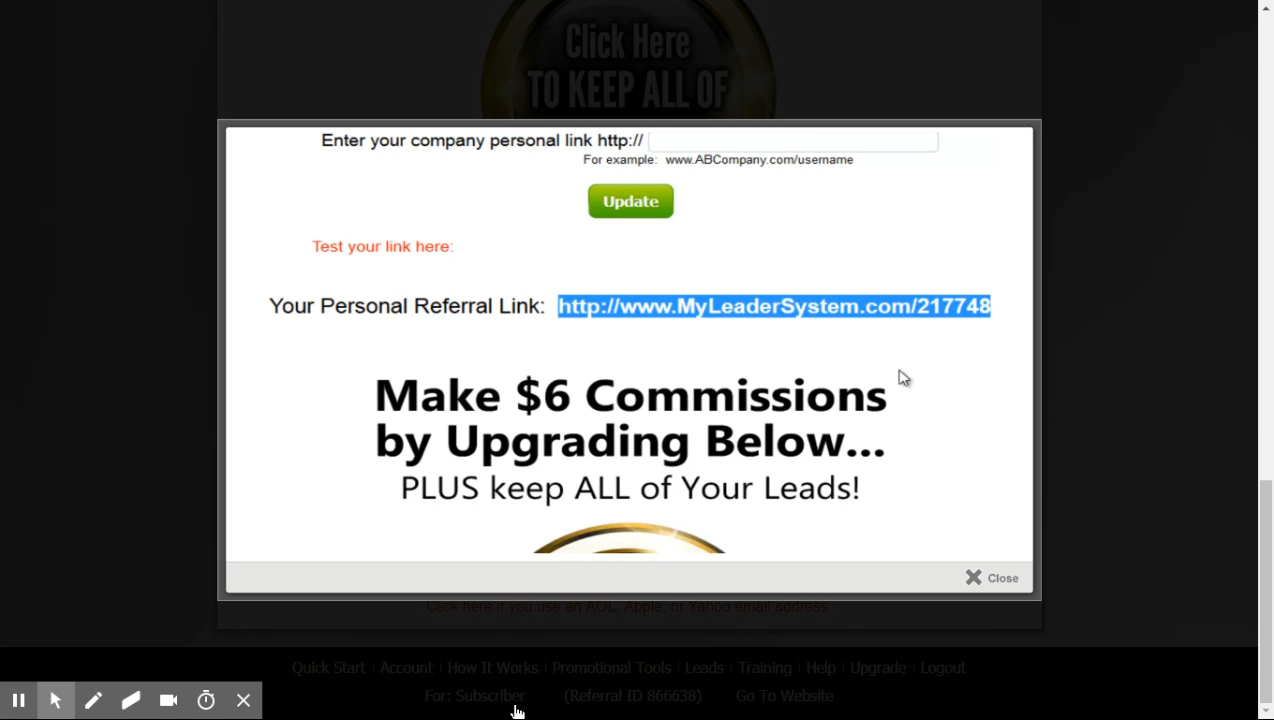 Click Here
TO KEEP ALL OF
Enter your company personal link http://
For example: www.ABCompany.com/username
Update
Test your link here:
Your Personal Referral Link: http://www.MyLeaderSystem.com/217748
Make $6 Commissions
by Upgrading Below...
PLUS keep ALL of Your Leads!
Close
Click here if you use an AOL, Apple, or Yahoo email address
Quick Start | Account | How It Works | Promotional Tools | Leads | Training | Help | Upgrade | Logout
For: Subscriber (Referral ID 866638) Go To Website